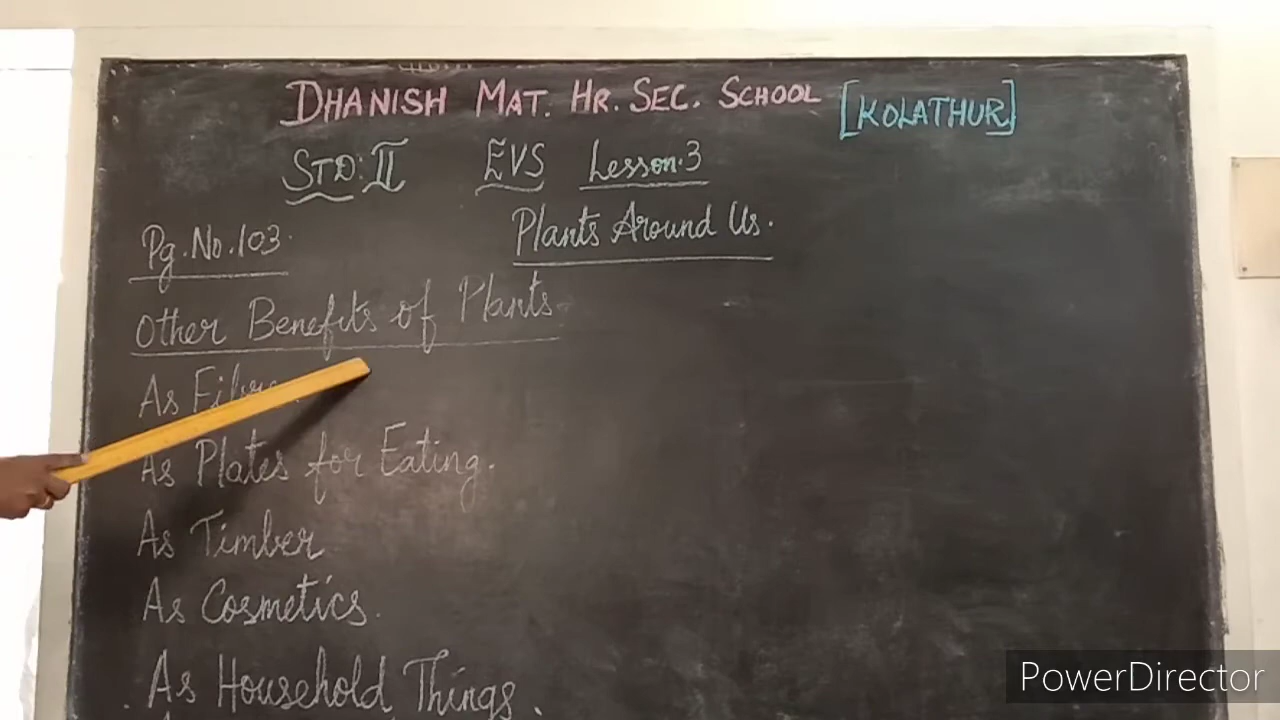 DHANISH MAT. HR. SEC. SCHOOL [KOLATHUR]
STD: II EVS Lesson.3
Plants Around Us.
Pg.No.103.
Other Benefits of Plants
As
As Plates for Eating.
As Timber
As Cosmetics.
As Household Things.
PowerDirector